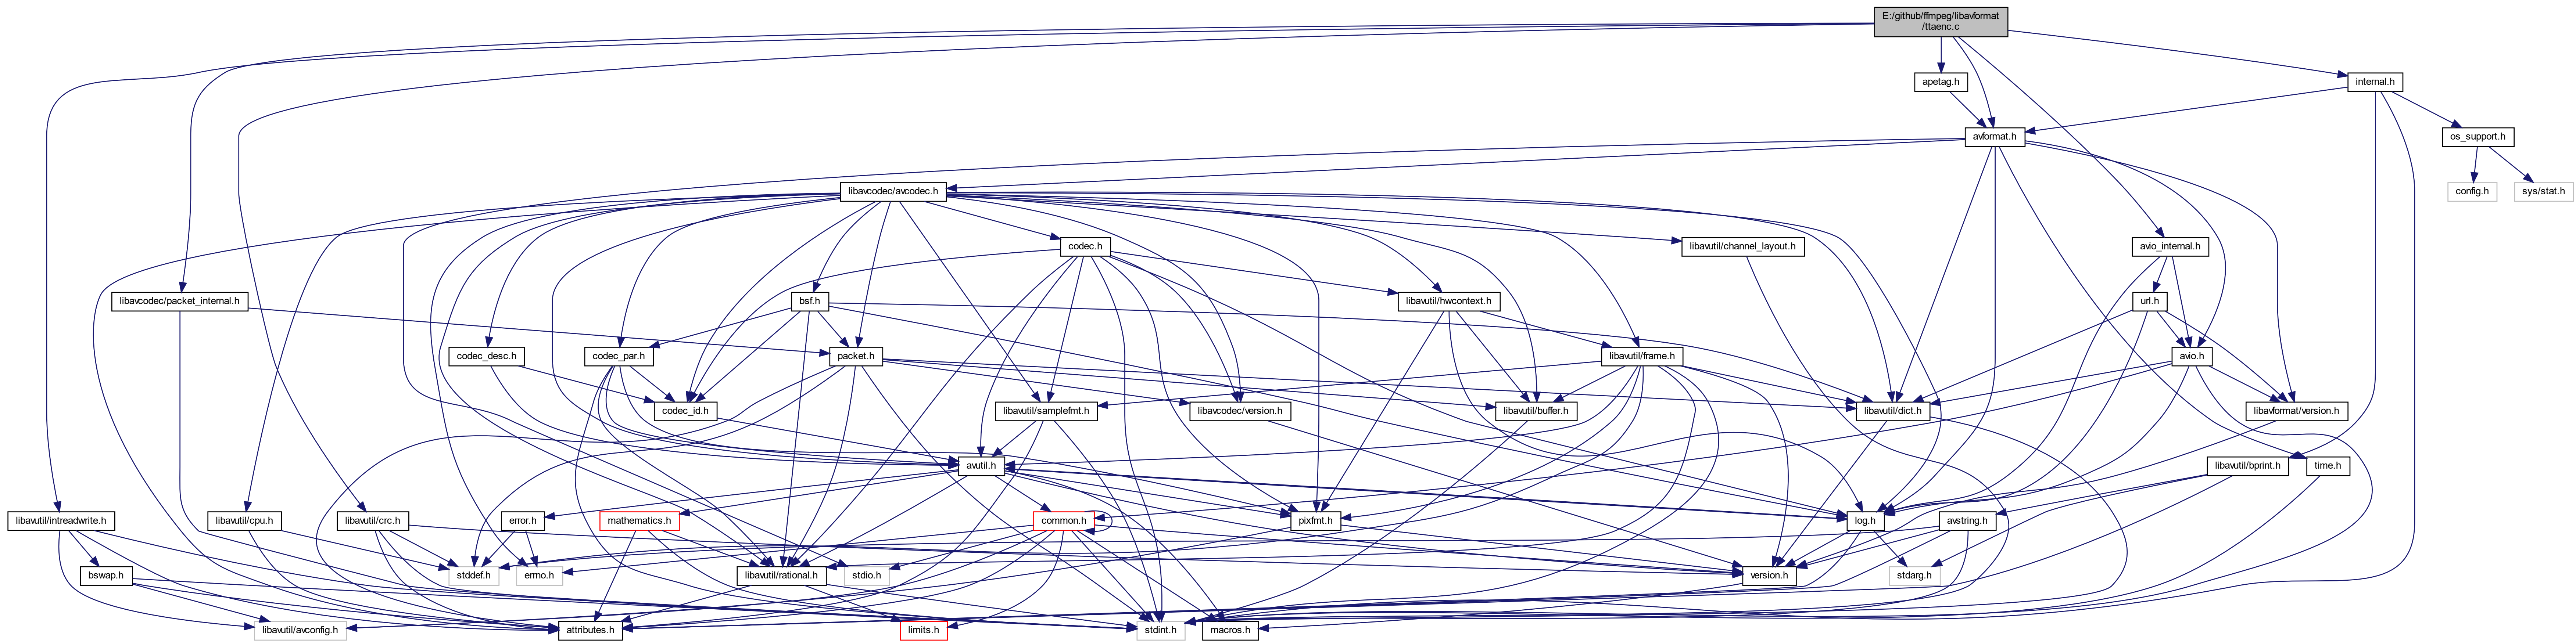 E:/github/ffmpeg/libavformat
/ttaenc.c
apetag.h
internal.h
avformat.h
os_support.h
libavcodec/avcodec.h
config.h
sys/stat.h
codec.h
libavutil/channel_layout.h
avio_internal.h
libavcodec/packet_internal.h
bsf.h
libavutil/hwcontext.h
url.h
codec_desc.h
codec_par.h
packet.h
libavutil/frame.h
avio.h
codec_id.h
libavutil/samplefmt.h
libavcodec/version.h
libavutil/buffer.h
libavutil/dict.h
libavformat/version.h
avutil.h
libavutil/bprint.h
time.h
libavutil/intreadwrite.h
libavutil/cpu.h
libavutil/crc.h
error.h
mathematics.h
common.h
pixfmt.h
log.h
avstring.h
bswap.h
stddef.h
errno.h
libavutil/rational.h
stdio.h
version.h
stdarg.h
libavutil/avconfig.h
attributes.h
limits.h
stdint.h
macros.h